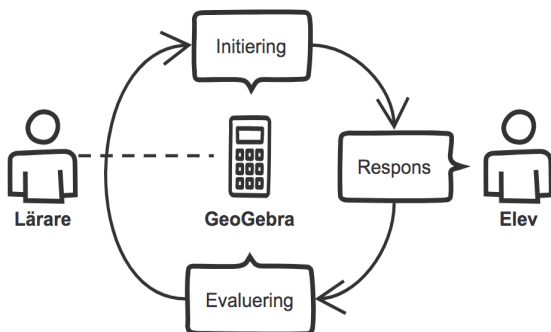 Initiering
Respons
Lärare
GeoGebra
Elev
Evaluering